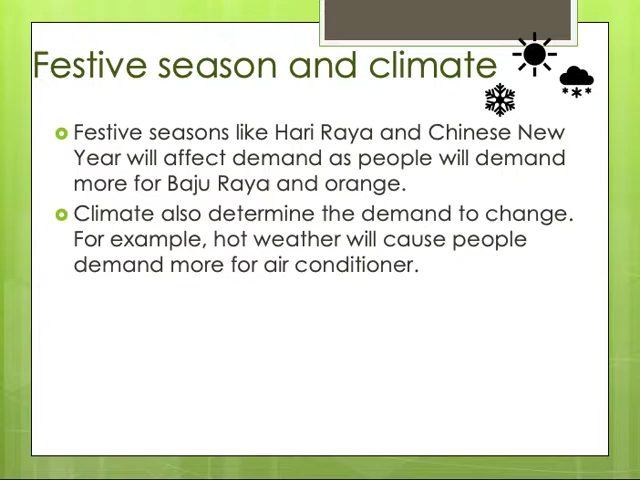 Festive season and climate
Festive seasons like Hari Raya and Chinese New
Year will affect demand as people will demand
more for Baju Raya and orange.
Climate also determine the demand to change.
For example, hot weather will cause people
demand more for air conditioner.